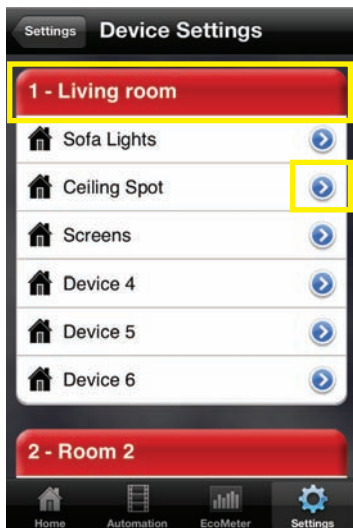 Settings Device Settings
1 - Living room
Sofa Lights
Ceiling Spot
Screens
Device 4
Device 5
Device 6
2 - Room 2
Home Automation EcoMeter Settings